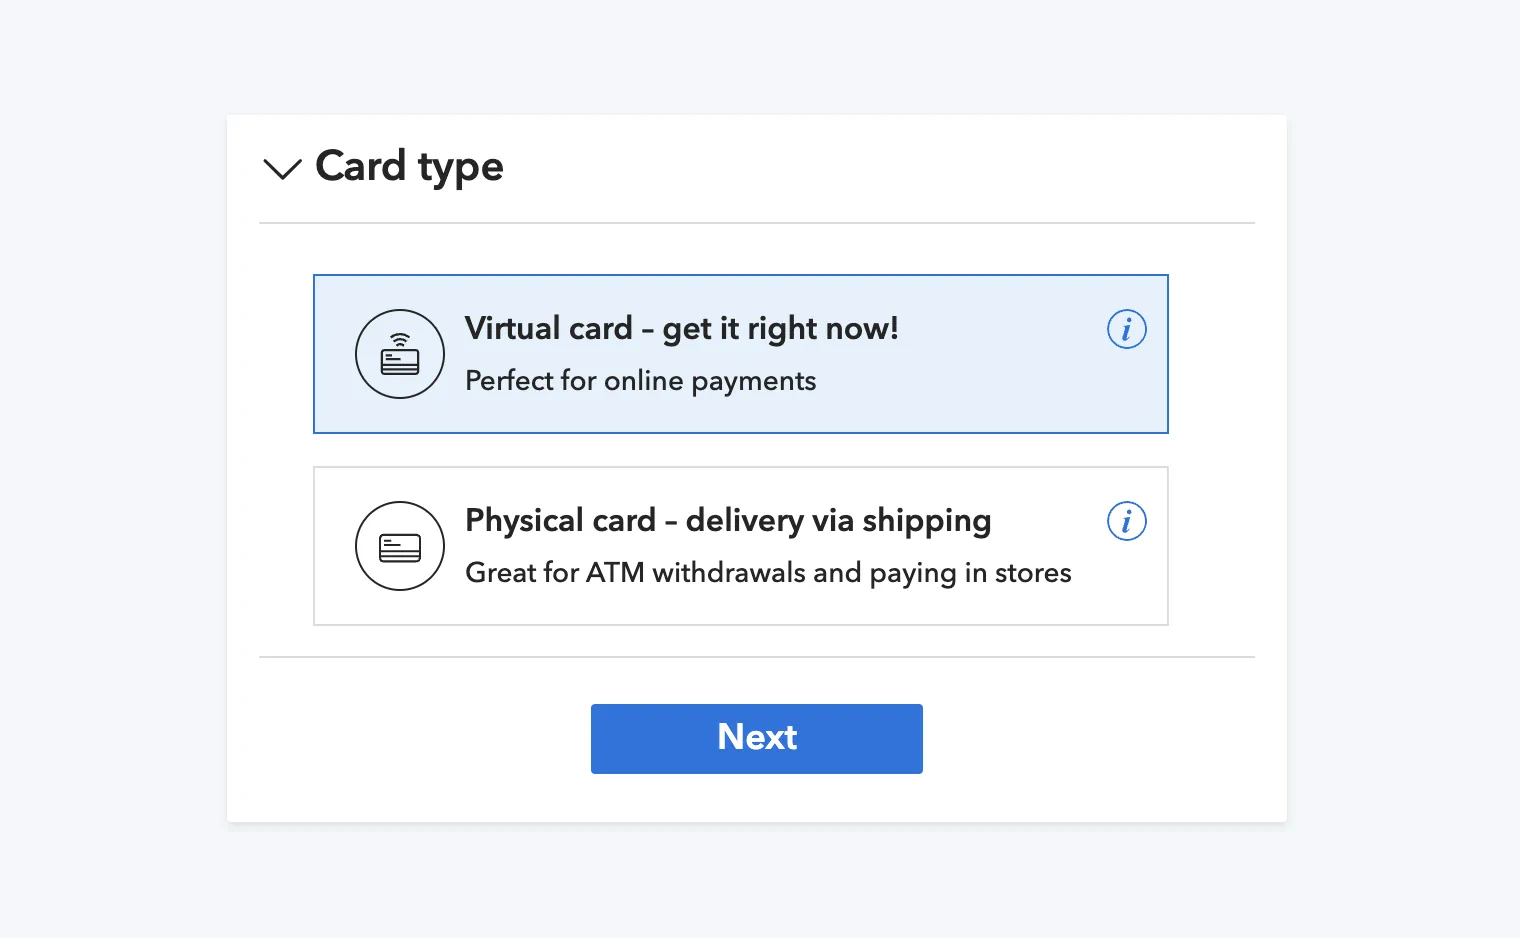 Card type
Virtual card – get it right now!
Perfect for online payments
Physical card – delivery via shipping
Great for ATM withdrawals and paying in stores
Next